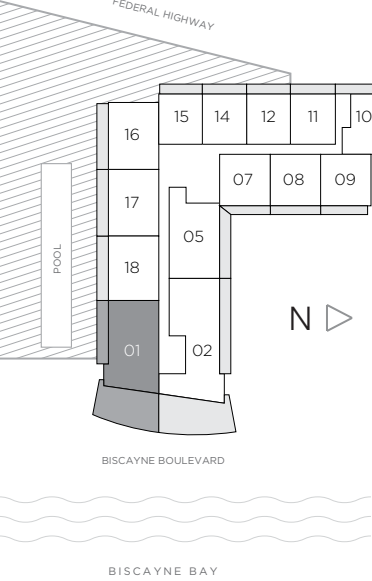 FEDERAL HIGHWAY
15 14 12 11 10
16
07 08 09
17
05
POOL
18
N
01
02
BISCAYNE BOULEVARD
BISCAYNE BAY